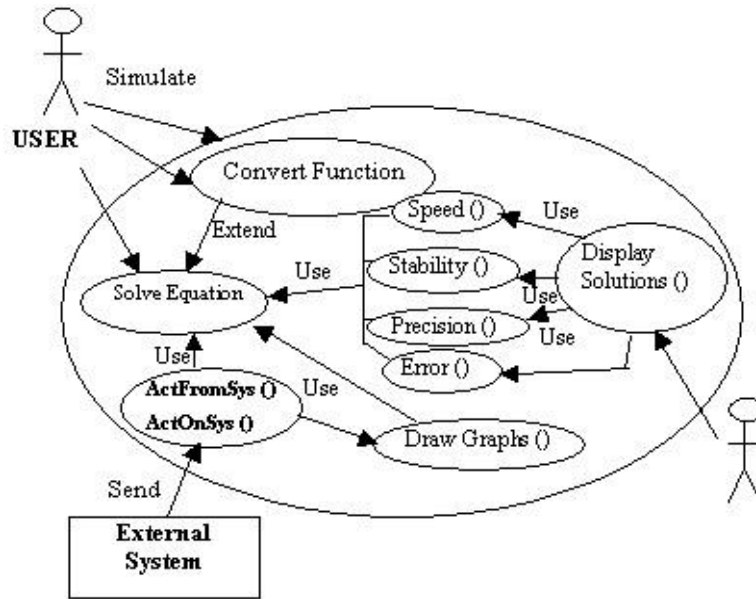 Simulate
USER
Convert Function
Speed ()
Use
Extend
Display
Solutions ()
Use
Stability ()
Solve Equation
Use
Precision ()
Use
Use
Error ()
ActFromSys ()
ActOnSys ()
Use
Draw Graphs ()
Send
External
System